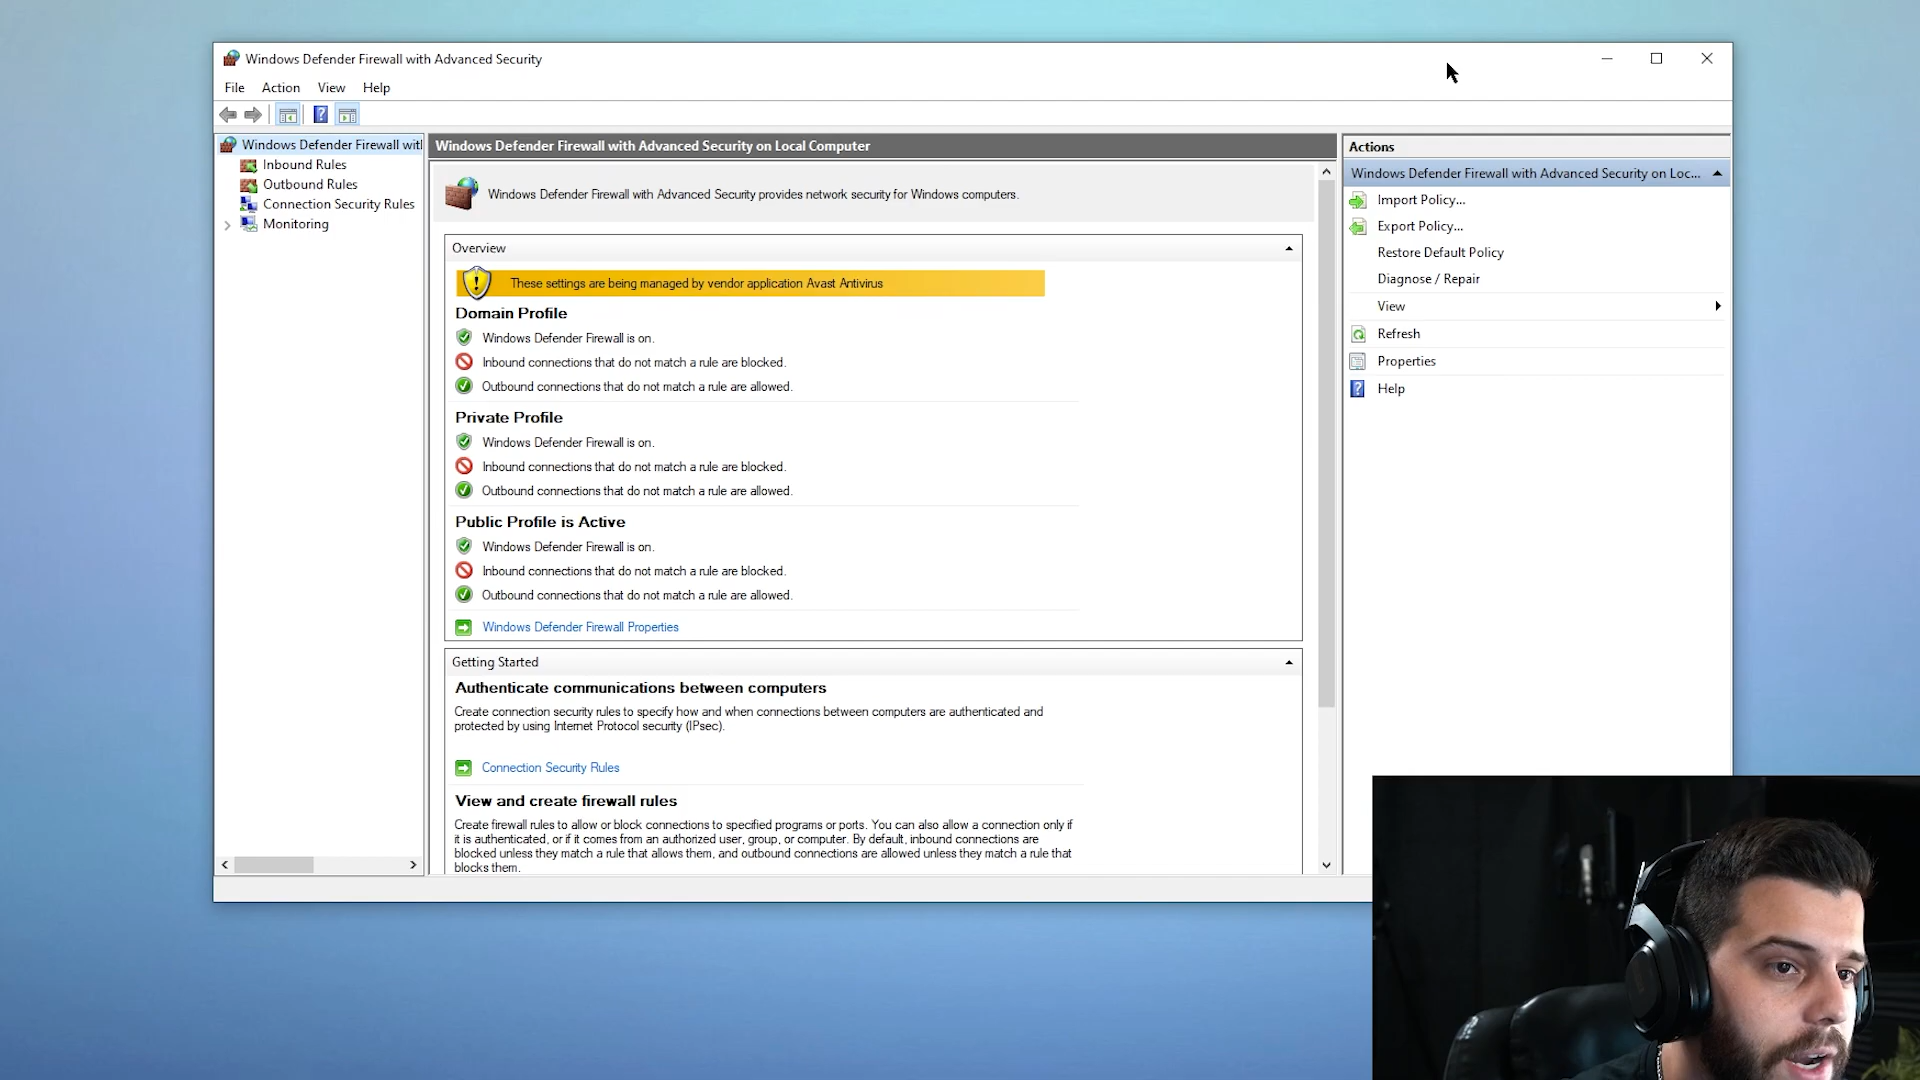 Windows Defender Firewall with Advanced Security
File Action View Help
Windows Defender Firewall wit
Inbound Rules
Outbound Rules
Connection Security Rules
Monitoring
Windows Defender Firewall with Advanced Security on Local Computer
Windows Defender Firewall with Advanced Security provides network security for Windows computers.
Overview
These settings are being managed by vendor application Avast Antivirus
Domain Profile
Windows Defender Firewall is on.
Inbound connections that do not match a rule are blocked.
Outbound connections that do not match a rule are allowed.
Private Profile
Windows Defender Firewall is on.
Inbound connections that do not match a rule are blocked.
Outbound connections that do not match a rule are allowed.
Public Profile is Active
Windows Defender Firewall is on.
Inbound connections that do not match a rule are blocked.
Outbound connections that do not match a rule are allowed.
Windows Defender Firewall Properties
Getting Started
Authenticate communications between computers
Create connection security rules to specify how and when connections between computers are authenticated and
protected by using Internet Protocol security (IPsec).
Connection Security Rules
View and create firewall rules
Create firewall rules to allow or block connections to specified programs or ports. You can also allow a connection only if
it is authenticated, or if it comes from an authorized user, group, or computer. By default, inbound connections are
blocked unless they match a rule that allows them, and outbound connections are allowed unless they match a rule that
blocks them.
Actions
Windows Defender Firewall with Advanced Security on Loc...
Import Policy...
Export Policy...
Restore Default Policy
Diagnose / Repair
View
Refresh
Properties
Help